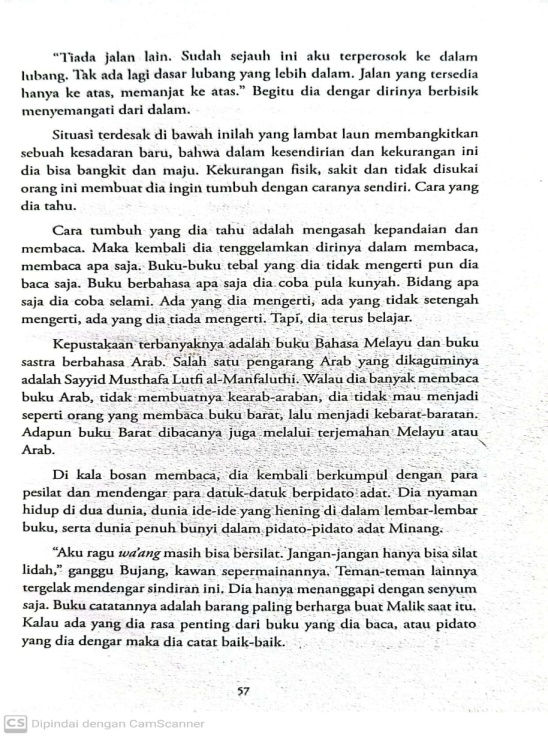 “Tiada jalan lain. Sudah sejauh ini aku terperosok ke dalam
lubang. Tak ada lagi dasar lubang yang lebih dalam. Jalan yang tersedia
hanya ke atas, memanjat ke atas.” Begitu dia dengar dirinya berbisik
menyemangati dari dalam.
Situasi terdesak di bawah inilah yang lambat laun membangkitkan
sebuah kesadaran baru, bahwa dalam kesendirian dan kekurangan ini
dia bisa bangkit dan maju. Kekurangan fisik, sakit dan tidak disukai
orang ini membuat dia ingin tumbuh dengan caranya sendiri. Cara yang
dia tahu.
Cara tumbuh yang dia tahu adalah mengasah kepandaian dan
membaca. Maka kembali dia tenggelamkan dirinya dalam membaca,
membaca apa saja. Buku-buku tebal yang dia tidak mengerti pun dia
baca saja. Buku berbahasa apa saja dia coba pula kunyah. Bidang apa
saja dia coba selami. Ada yang dia mengerti, ada yang tidak setengah
mengerti, ada yang dia tiada mengerti. Tapi, dia terus belajar.
Kepustakaan terbanyaknya adalah buku Bahasa Melayu dan buku
sastra berbahasa Arab. Salah satu pengarang Arab yang dikaguminya
adalah Sayyid Musthafa Lutfi al-Manfaluthi. Walau dia banyak membaca
buku Arab, tidak membuatnya kearab-araban, dia tidak mau menjadi
seperti orang yang membaca buku barat, lalu menjadi kebarat-baratan.
Adapun buku Barat dibacanya juga melalui terjemahan Melayu atau
Arab.
Di kala bosan membaca, dia kembali berkumpul dengan para
pesilat dan mendengar para datuk-datuk berpidato adat. Dia nyaman
hidup di dua dunia, dunia ide-ide yang hening di dalam lembar-lembar
buku, serta dunia penuh bunyi dalam pidato-pidato adat Minang.
“Aku ragu wa’ang masih bisa bersilat. Jangan-jangan hanya bisa silat
lidah,” ganggu Bujang, kawan sepermainannya. Teman-teman lainnya
tergelak mendengar sindiran ini. Dia hanya menanggapi dengan senyum
saja. Buku catatannya adalah barang paling berharga buat Malik saat itu.
Kalau ada yang dia rasa penting dari buku yang dia baca, atau pidato
yang dia dengar maka dia catat baik-baik.
57
CS Dipindai dengan CamScanner